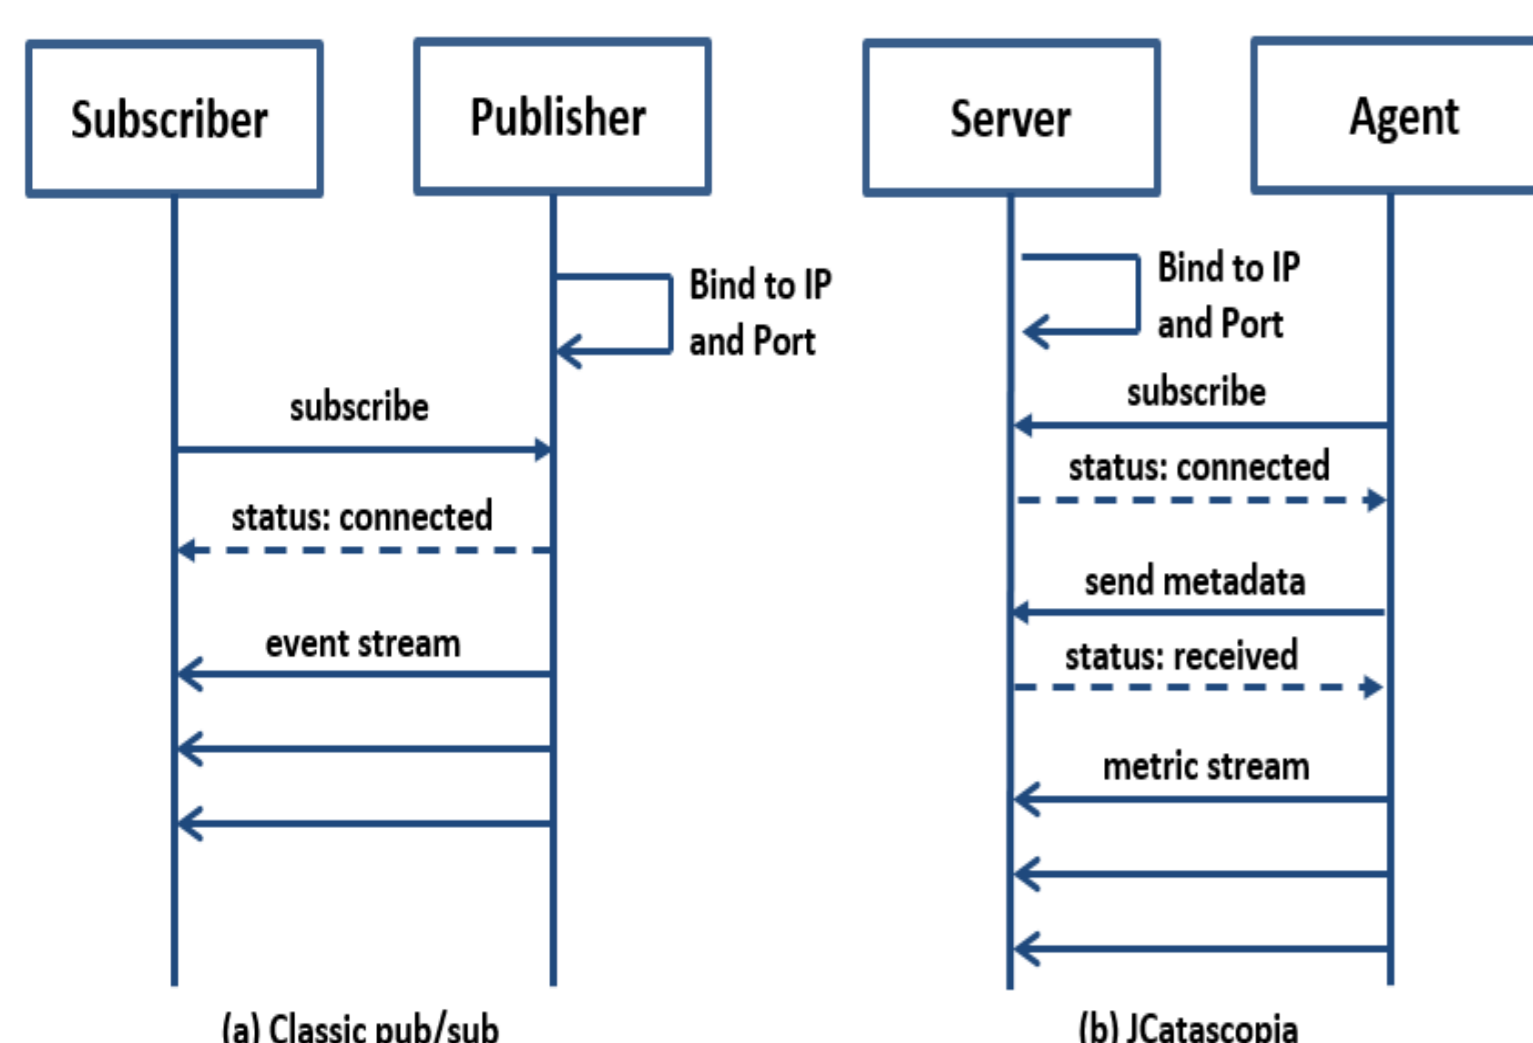 Subscriber
Publisher
Bind to IP
and Port
subscribe
status: connected
event stream
(a) Classic pub/sub
Server
Agent
Bind to IP
and Port
subscribe
status: connected
send metadata
status: received
metric stream
(b) JCatascopia